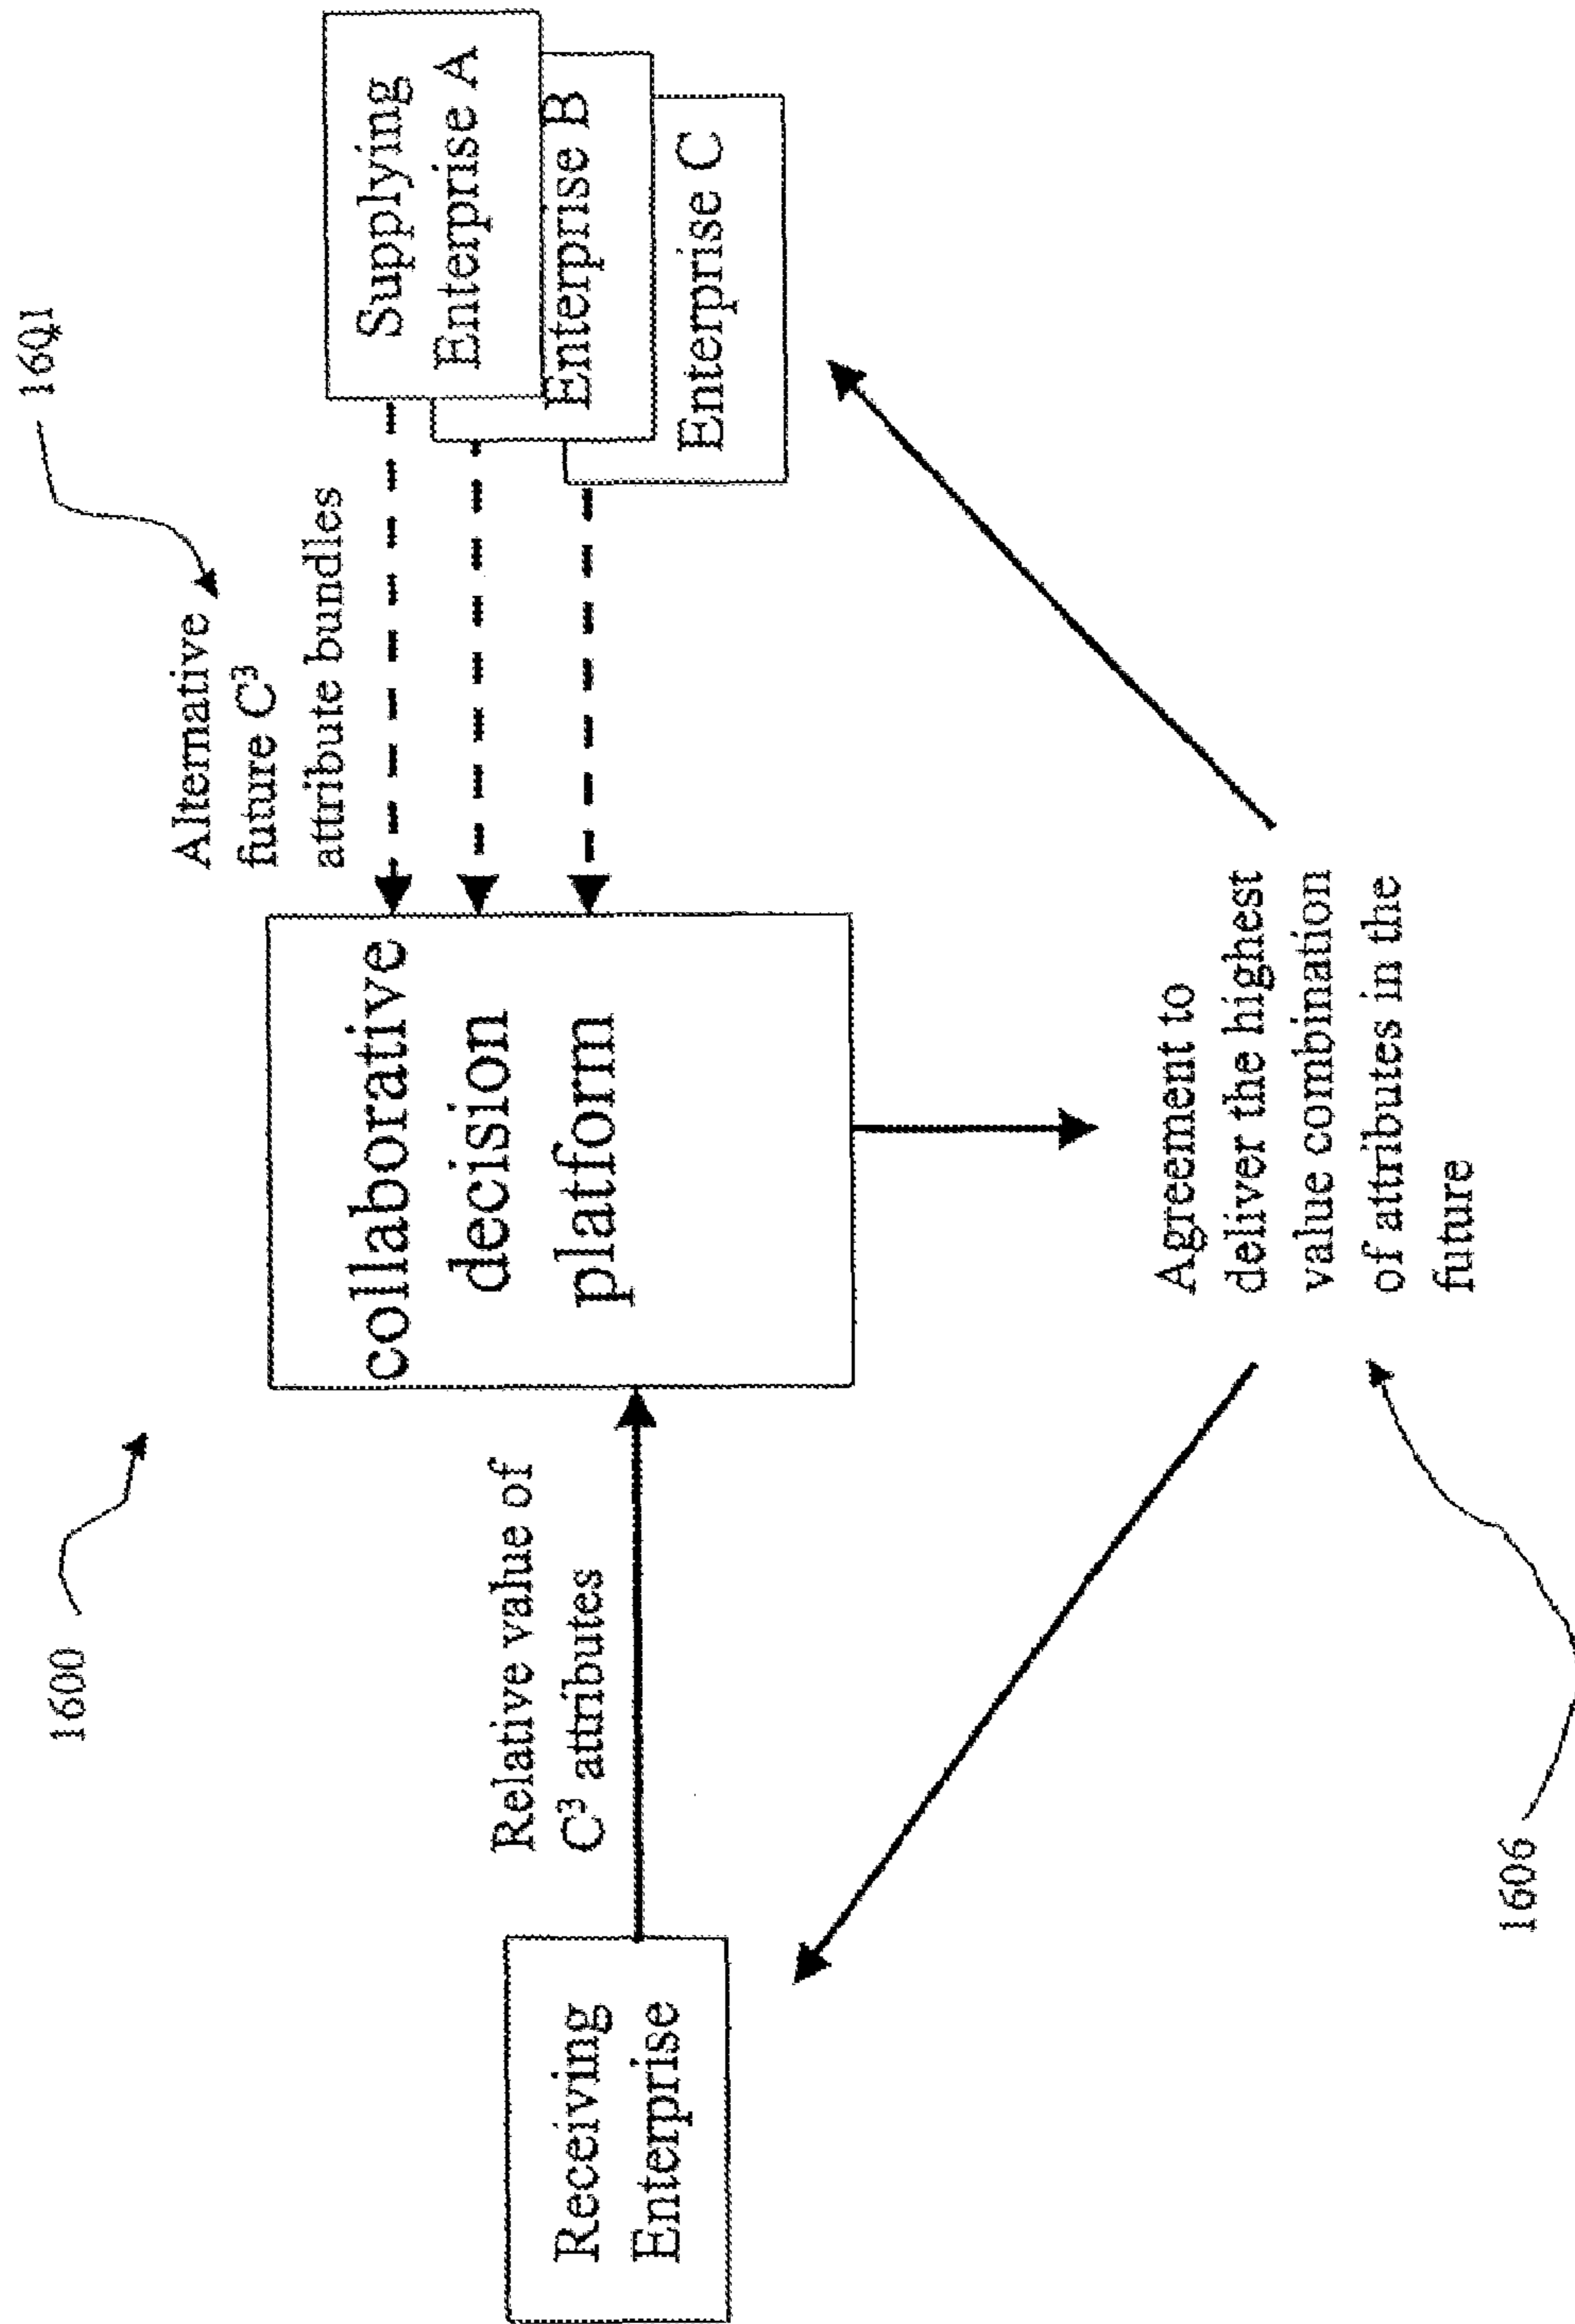 1600
1601
Alternative
future C³
attribute bundles
Receiving
Enterprise
Relative value of
C³ attributes
collaborative
decision
platform
Supplying
Enterprise A
Enterprise B
Enterprise C
Agreement to
deliver the highest
value combination
of attributes in the
future
1606